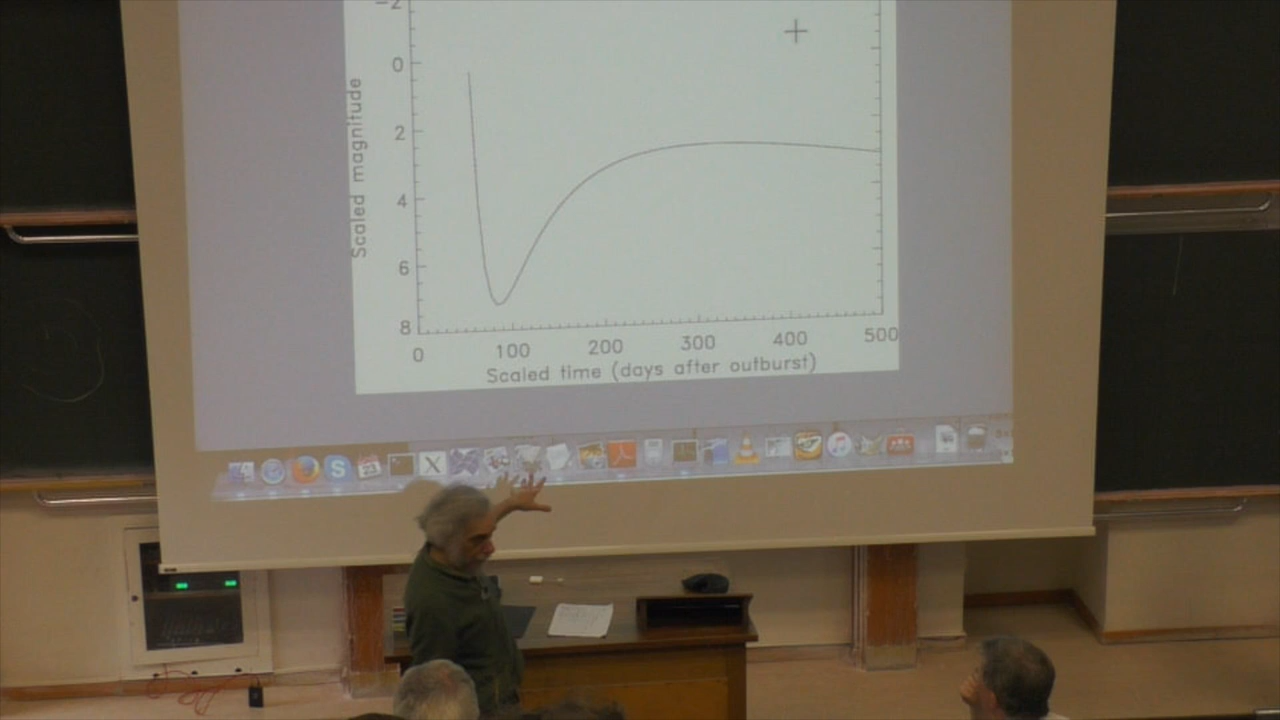 −2
0
2
4
6
8
Scaled magnitude
0 100 200 300 400 500
Scaled time (days after outburst)
S
23
X